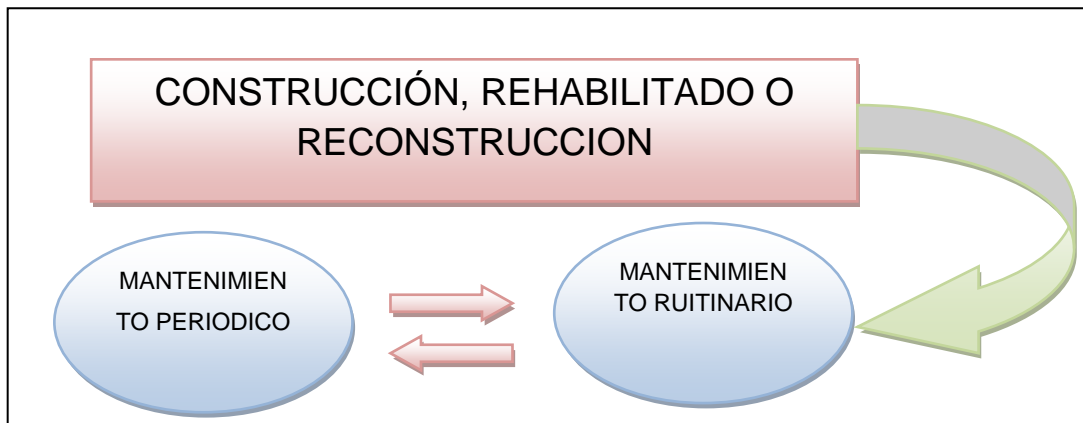 CONSTRUCCIÓN, REHABILITADO O
RECONSTRUCCION
MANTENIMIEN
TO PERIODICO
MANTENIMIEN
TO RUITINARIO